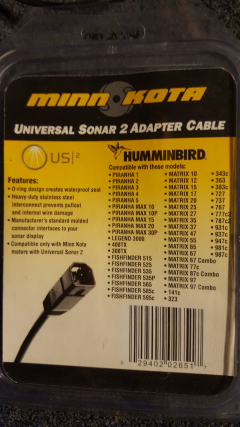 MINN KOTA
UNIVERSAL SONAR 2 ADAPTER CABLE
US|2
HUMMINBIRD
Compatible with these models:
Features:
• O-ring design creates waterproof seal
• Heavy-duty stainless steel
interconnect prevents pullout
and internal wire damage
• Manufacturer's standard molded
connector interfaces to your
sonar display
• Compatible only with Minn Kota
motors with Universal Sonar 2
• PIRANHA 1
• PIRANHA 2
• PIRANHA 3
• PIRANHA 4
• PIRANHA 5
• PIRANHA MAX 10
• PIRANHA MAX 10P
• PIRANHA MAX 15
• PIRANHA MAX 20
• PIRANHA MAX 30P
• LEGEND 3000
• 400TX
• 300TX
• FISHFINDER 515
• FISHFINDER 525
• FISHFINDER 535
• FISHFINDER 535P
• FISHFINDER 565
• FISHFINDER 585c
• FISHFINDER 595c
• MATRIX 10
• MATRIX 12
• MATRIX 15
• MATRIX 17
• MATRIX 20
• MATRIX 25
• MATRIX 27
• MATRIX 35
• MATRIX 37
• MATRIX 47
• MATRIX 55
• MATRIX 65
• MATRIX 67
• MATRIX 67 Combo
• MATRIX 77c
• MATRIX 87c Combo
• MATRIX 97
• MATRIX 97 Combo
• 141c
• 323
• 343c
• 363
• 383c
• 727
• 737
• 767
• 777c2
• 787c2
• 931c
• 937c
• 947c
• 981c
• 987c
29402 02651